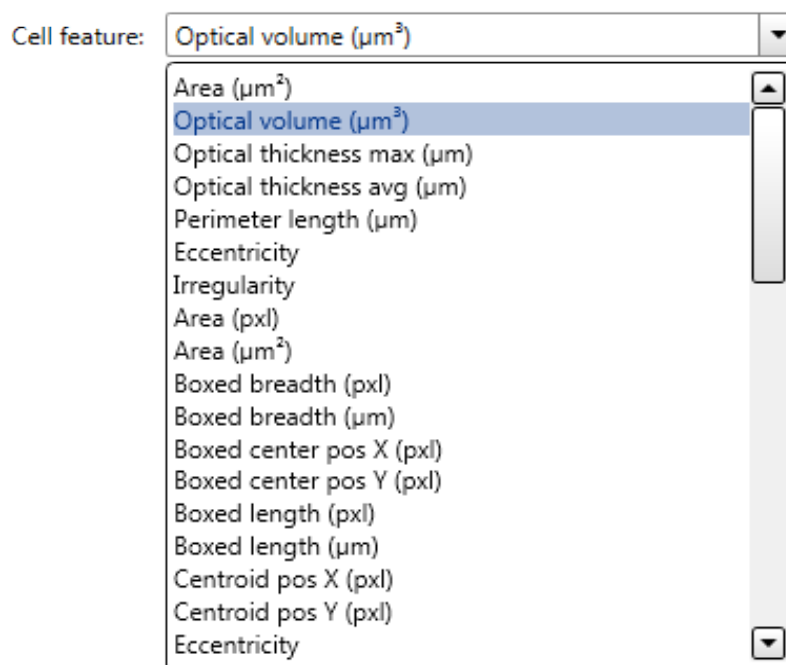 Cell feature: Optical volume (µm³)
Area (µm²)
Optical volume (µm³)
Optical thickness max (µm)
Optical thickness avg (µm)
Perimeter length (µm)
Eccentricity
Irregularity
Area (pxl)
Area (µm²)
Boxed breadth (pxl)
Boxed breadth (µm)
Boxed center pos X (pxl)
Boxed center pos Y (pxl)
Boxed length (pxl)
Boxed length (µm)
Centroid pos X (pxl)
Centroid pos Y (pxl)
Eccentricity